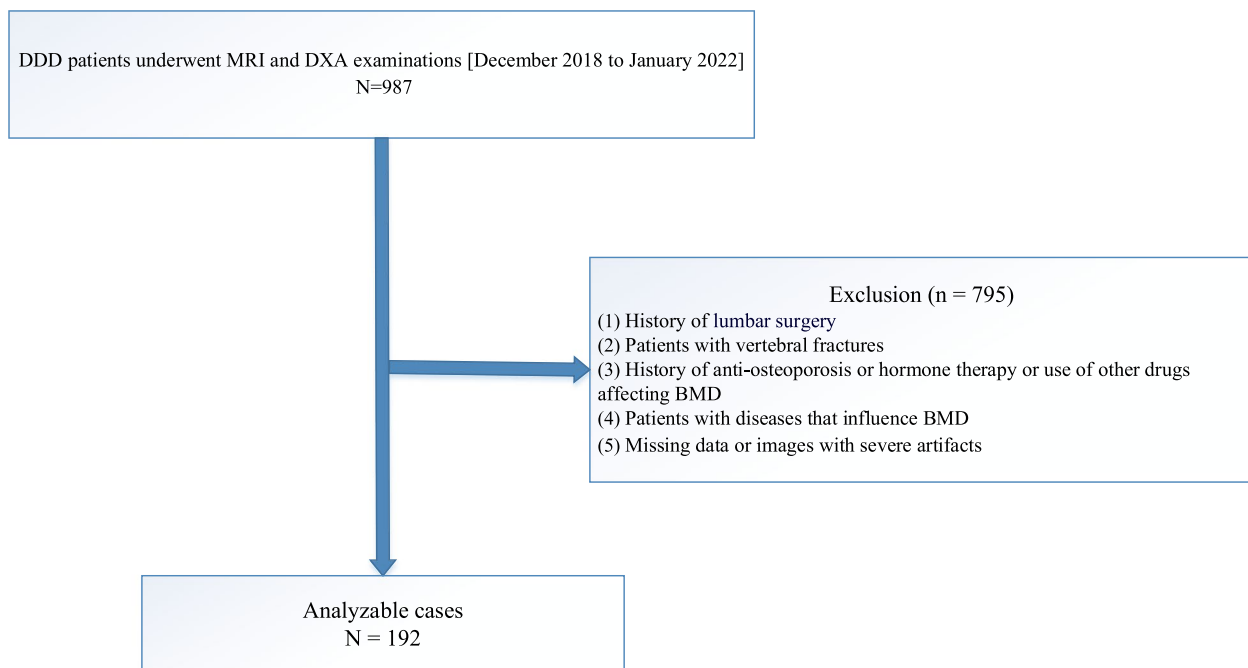 DDD patients underwent MRI and DXA examinations [December 2018 to January 2022]
N=987
Exclusion (n = 795)
(1) History of lumbar surgery
(2) Patients with vertebral fractures
(3) History of anti-osteoporosis or hormone therapy or use of other drugs
affecting BMD
(4) Patients with diseases that influence BMD
(5) Missing data or images with severe artifacts
Analyzable cases
N = 192